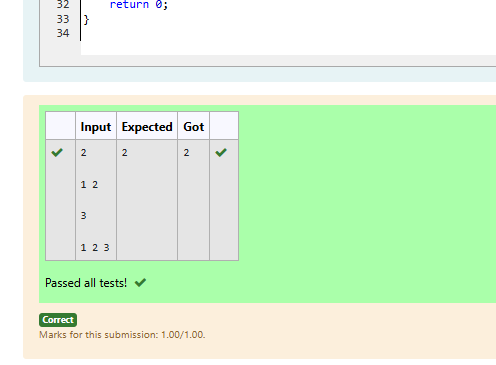 32 return 0;
33 }
34
Input Expected Got
2 2 2
1 2
3
1 2 3
Passed all tests!
Correct
Marks for this submission: 1.00/1.00.